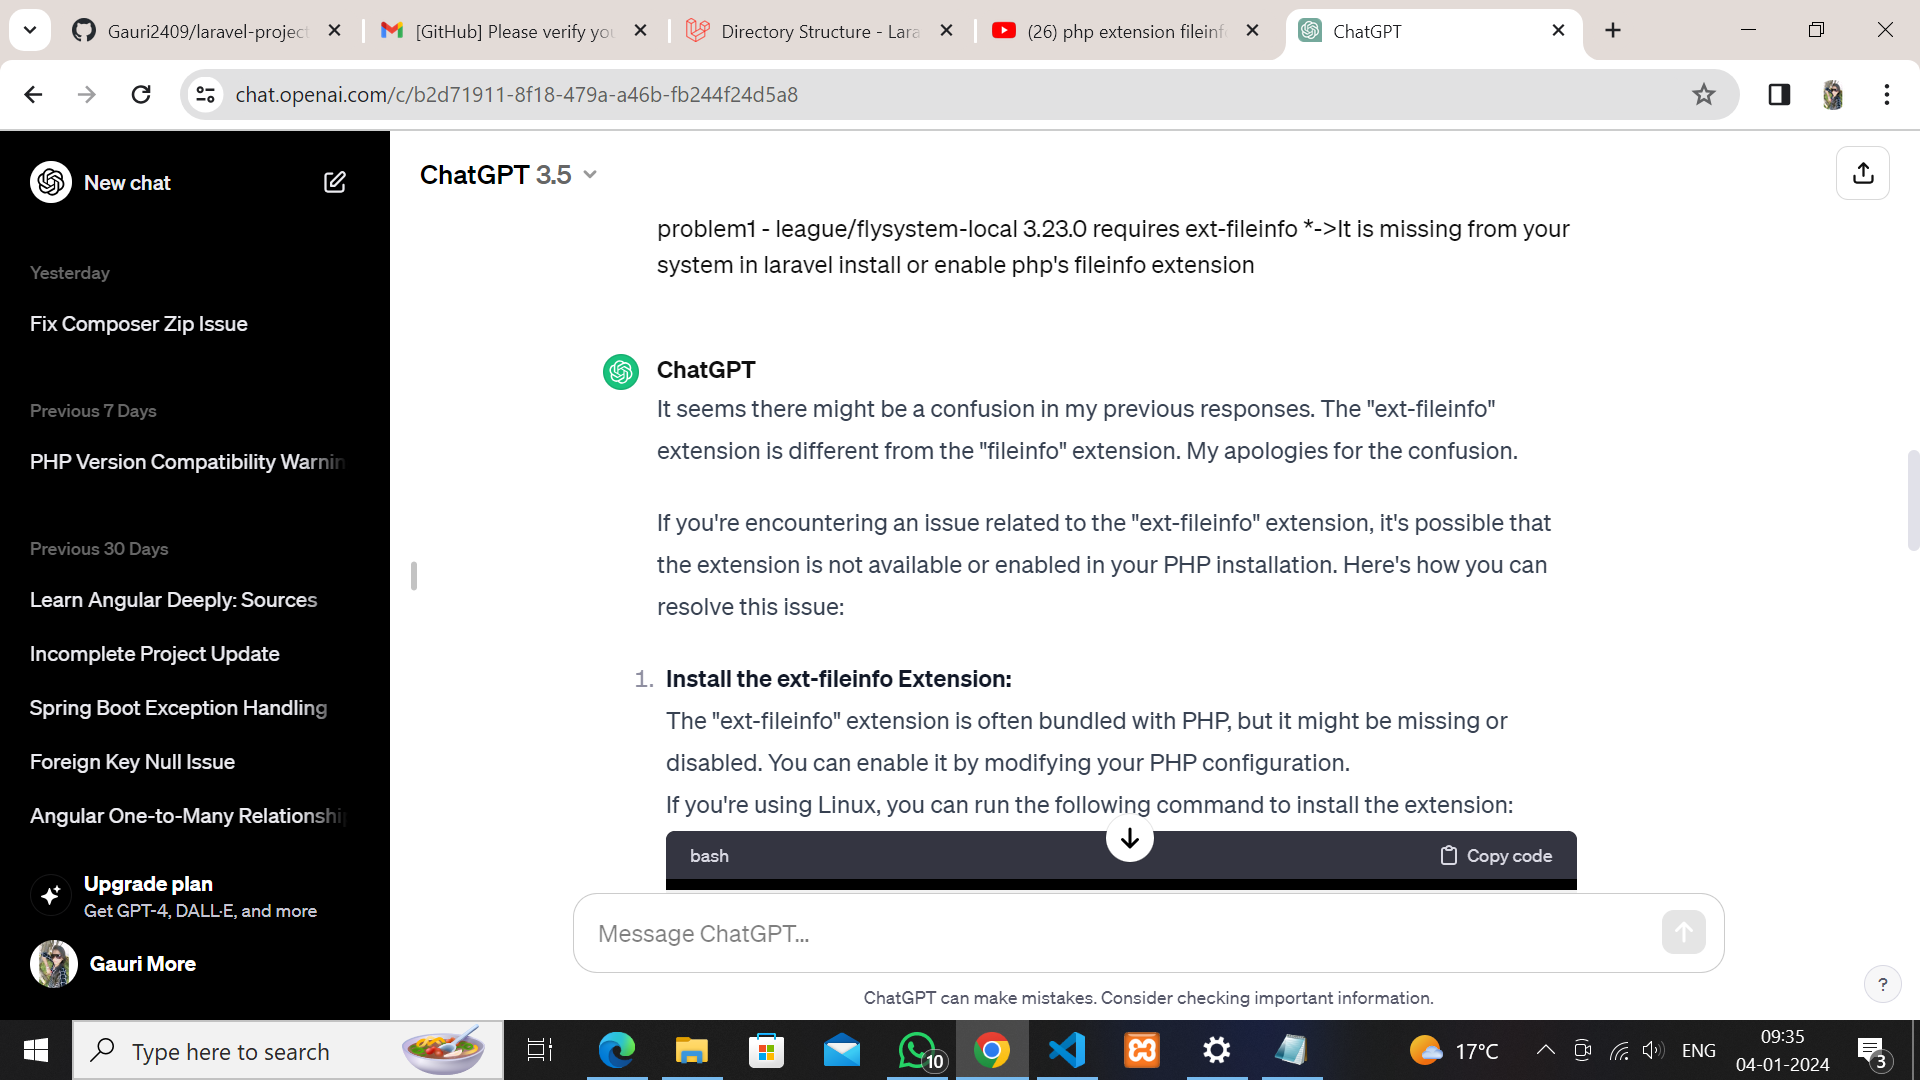 Gauri2409/laravel-project
[GitHub] Please verify you
Directory Structure - Lara
(26) php extension fileinf
ChatGPT
chat.openai.com/c/b2d71911-8f18-479a-a46b-fb244f24d5a8
New chat
Yesterday
Fix Composer Zip Issue
Previous 7 Days
PHP Version Compatibility Warnin
Previous 30 Days
Learn Angular Deeply: Sources
Incomplete Project Update
Spring Boot Exception Handling
Foreign Key Null Issue
Angular One-to-Many Relationshi
Upgrade plan
Get GPT-4, DALL·E, and more
Gauri More
ChatGPT 3.5
problem1 - league/flysystem-local 3.23.0 requires ext-fileinfo *->It is missing from your
system in laravel install or enable php's fileinfo extension
ChatGPT
It seems there might be a confusion in my previous responses. The "ext-fileinfo"
extension is different from the "fileinfo" extension. My apologies for the confusion.
If you're encountering an issue related to the "ext-fileinfo" extension, it's possible that
the extension is not available or enabled in your PHP installation. Here's how you can
resolve this issue:
1. Install the ext-fileinfo Extension:
The "ext-fileinfo" extension is often bundled with PHP, but it might be missing or
disabled. You can enable it by modifying your PHP configuration.
If you're using Linux, you can run the following command to install the extension:
bash
Copy code
Message ChatGPT...
ChatGPT can make mistakes. Consider checking important information.
?
Type here to search
10
17°C
ENG
09:35
04-01-2024
3